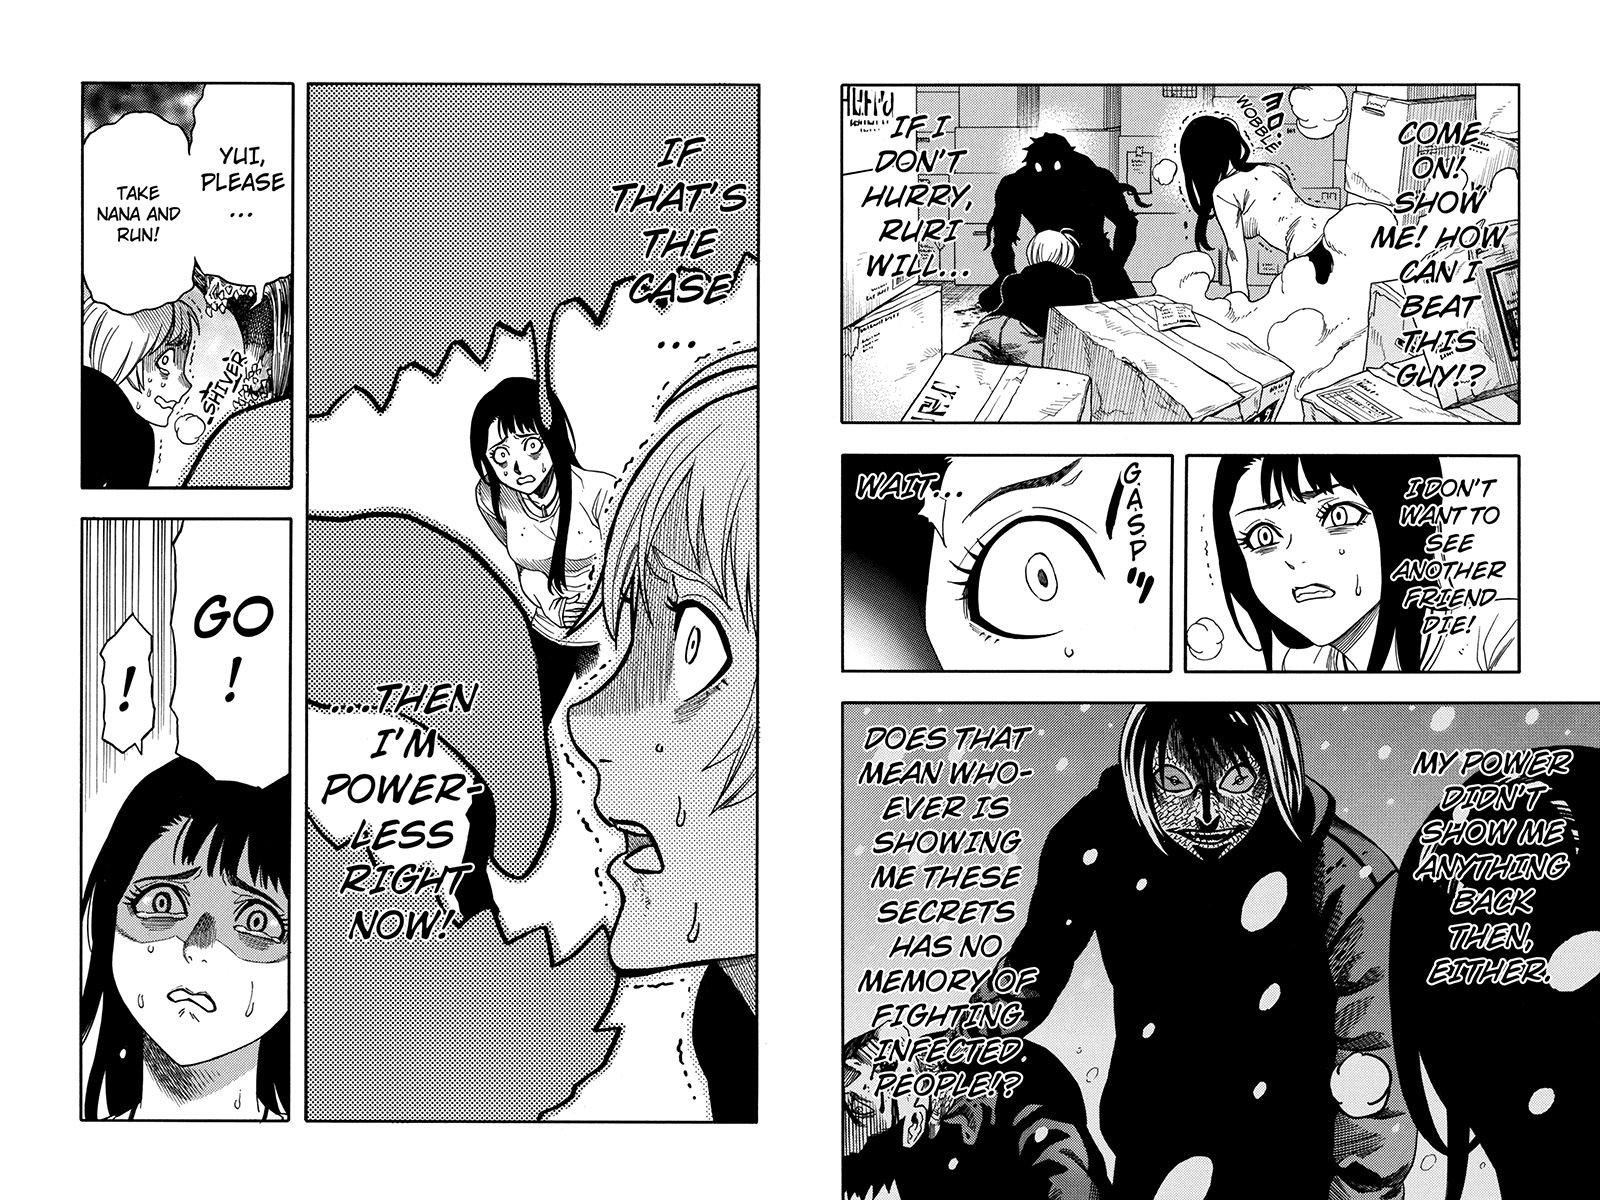 COME
ON!
SHOW
ME! HOW
CAN I
BEAT
THIS
GUY!?
ヨロ・
WOBBLE
IF I
DON'T
HURRY,
RURI
WILL...
I DON'T
WANT TO
SEE
ANOTHER
FRIEND
DIE!
GASP
WAIT...
MY POWER
DIDN'T
SHOW ME
ANYTHING
BACK
THEN,
EITHER.
DOES THAT
MEAN WHO-
EVER IS
SHOWING
ME THESE
SECRETS
HAS NO
MEMORY OF
FIGHTING
INFECTED
PEOPLE!?
IF
THAT'S
THE
CASE
...
....THEN
I'M
POWER-
LESS
RIGHT
NOW!
YUI,
PLEASE
...
TAKE
NANA AND
RUN!
SHIVER
GO
!
!